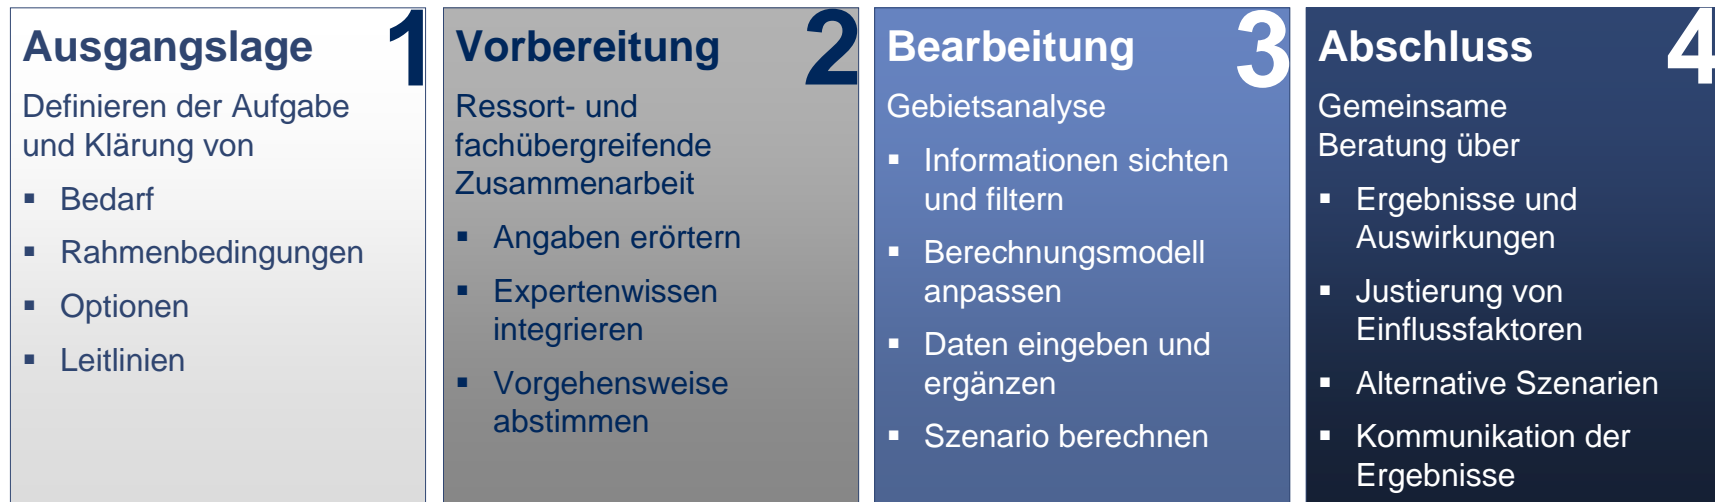 Ausgangslage 1
Definieren der Aufgabe
und Klärung von
▪ Bedarf
▪ Rahmenbedingungen
▪ Optionen
▪ Leitlinien
Vorbereitung 2
Ressort- und
fachübergreifende
Zusammenarbeit
▪ Angaben erörtern
▪ Expertenwissen
integrieren
▪ Vorgehensweise
abstimmen
Bearbeitung 3
Gebietsanalyse
▪ Informationen sichten
und filtern
▪ Berechnungsmodell
anpassen
▪ Daten eingeben und
ergänzen
▪ Szenario berechnen
Abschluss 4
Gemeinsame
Beratung über
▪ Ergebnisse und
Auswirkungen
▪ Justierung von
Einflussfaktoren
▪ Alternative Szenarien
▪ Kommunikation der
Ergebnisse